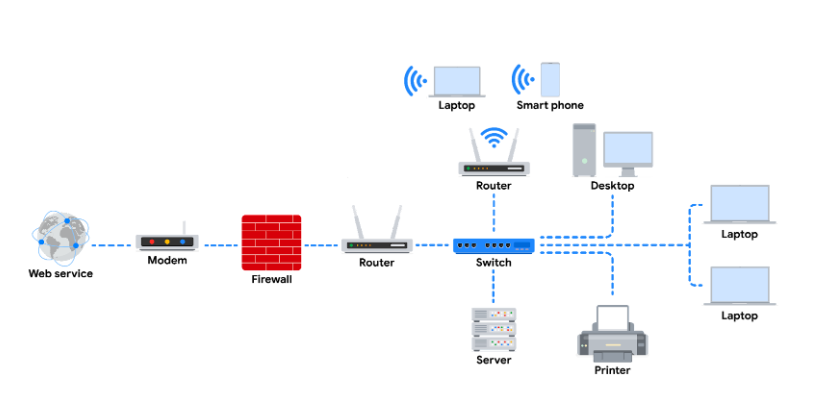 Laptop
Smart phone
Router
Desktop
Laptop
Web service
Modem
Firewall
Router
Switch
Laptop
Server
Printer